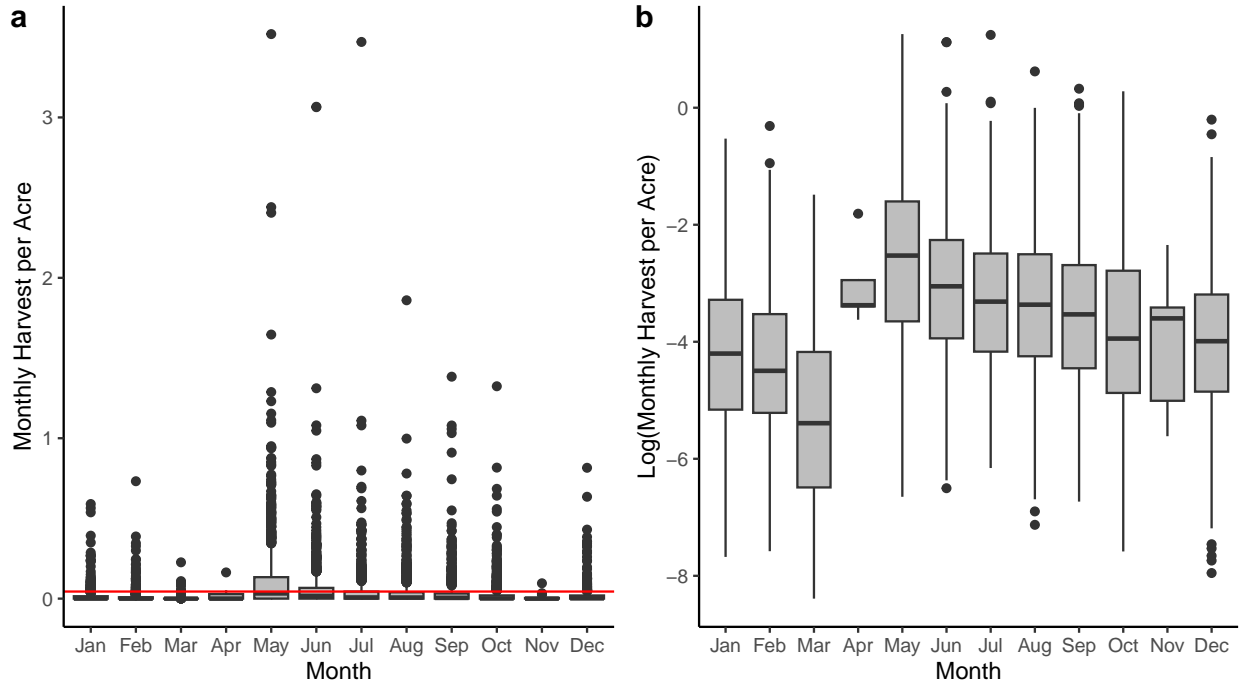 a
Monthly Harvest per Acre
3
2
1
0
Jan Feb Mar Apr May Jun Jul Aug Sep Oct Nov Dec
Month
b
Log(Monthly Harvest per Acre)
0
−2
−4
−6
−8
Jan Feb Mar Apr May Jun Jul Aug Sep Oct Nov Dec
Month